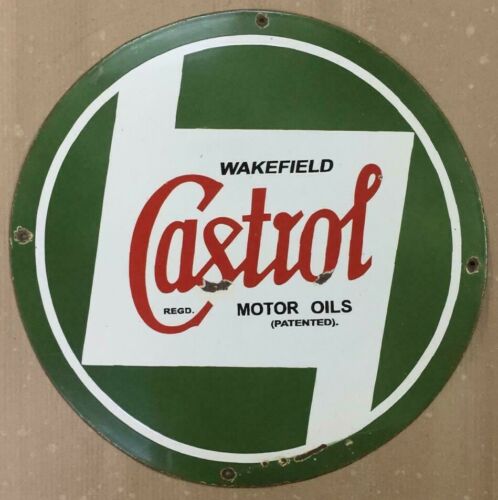 WAKEFIELD
Castrol
REGD. MOTOR OILS
(PATENTED).